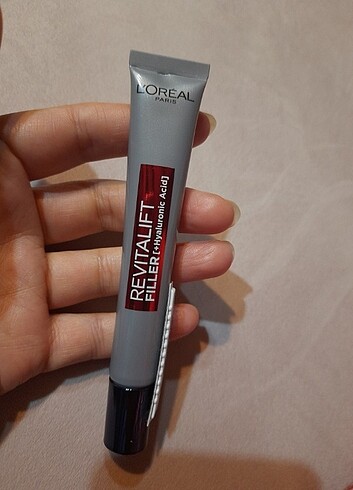 L'ORÉAL
PARIS
REVITALIFT
FILLER [+Hyaluronic Acid]